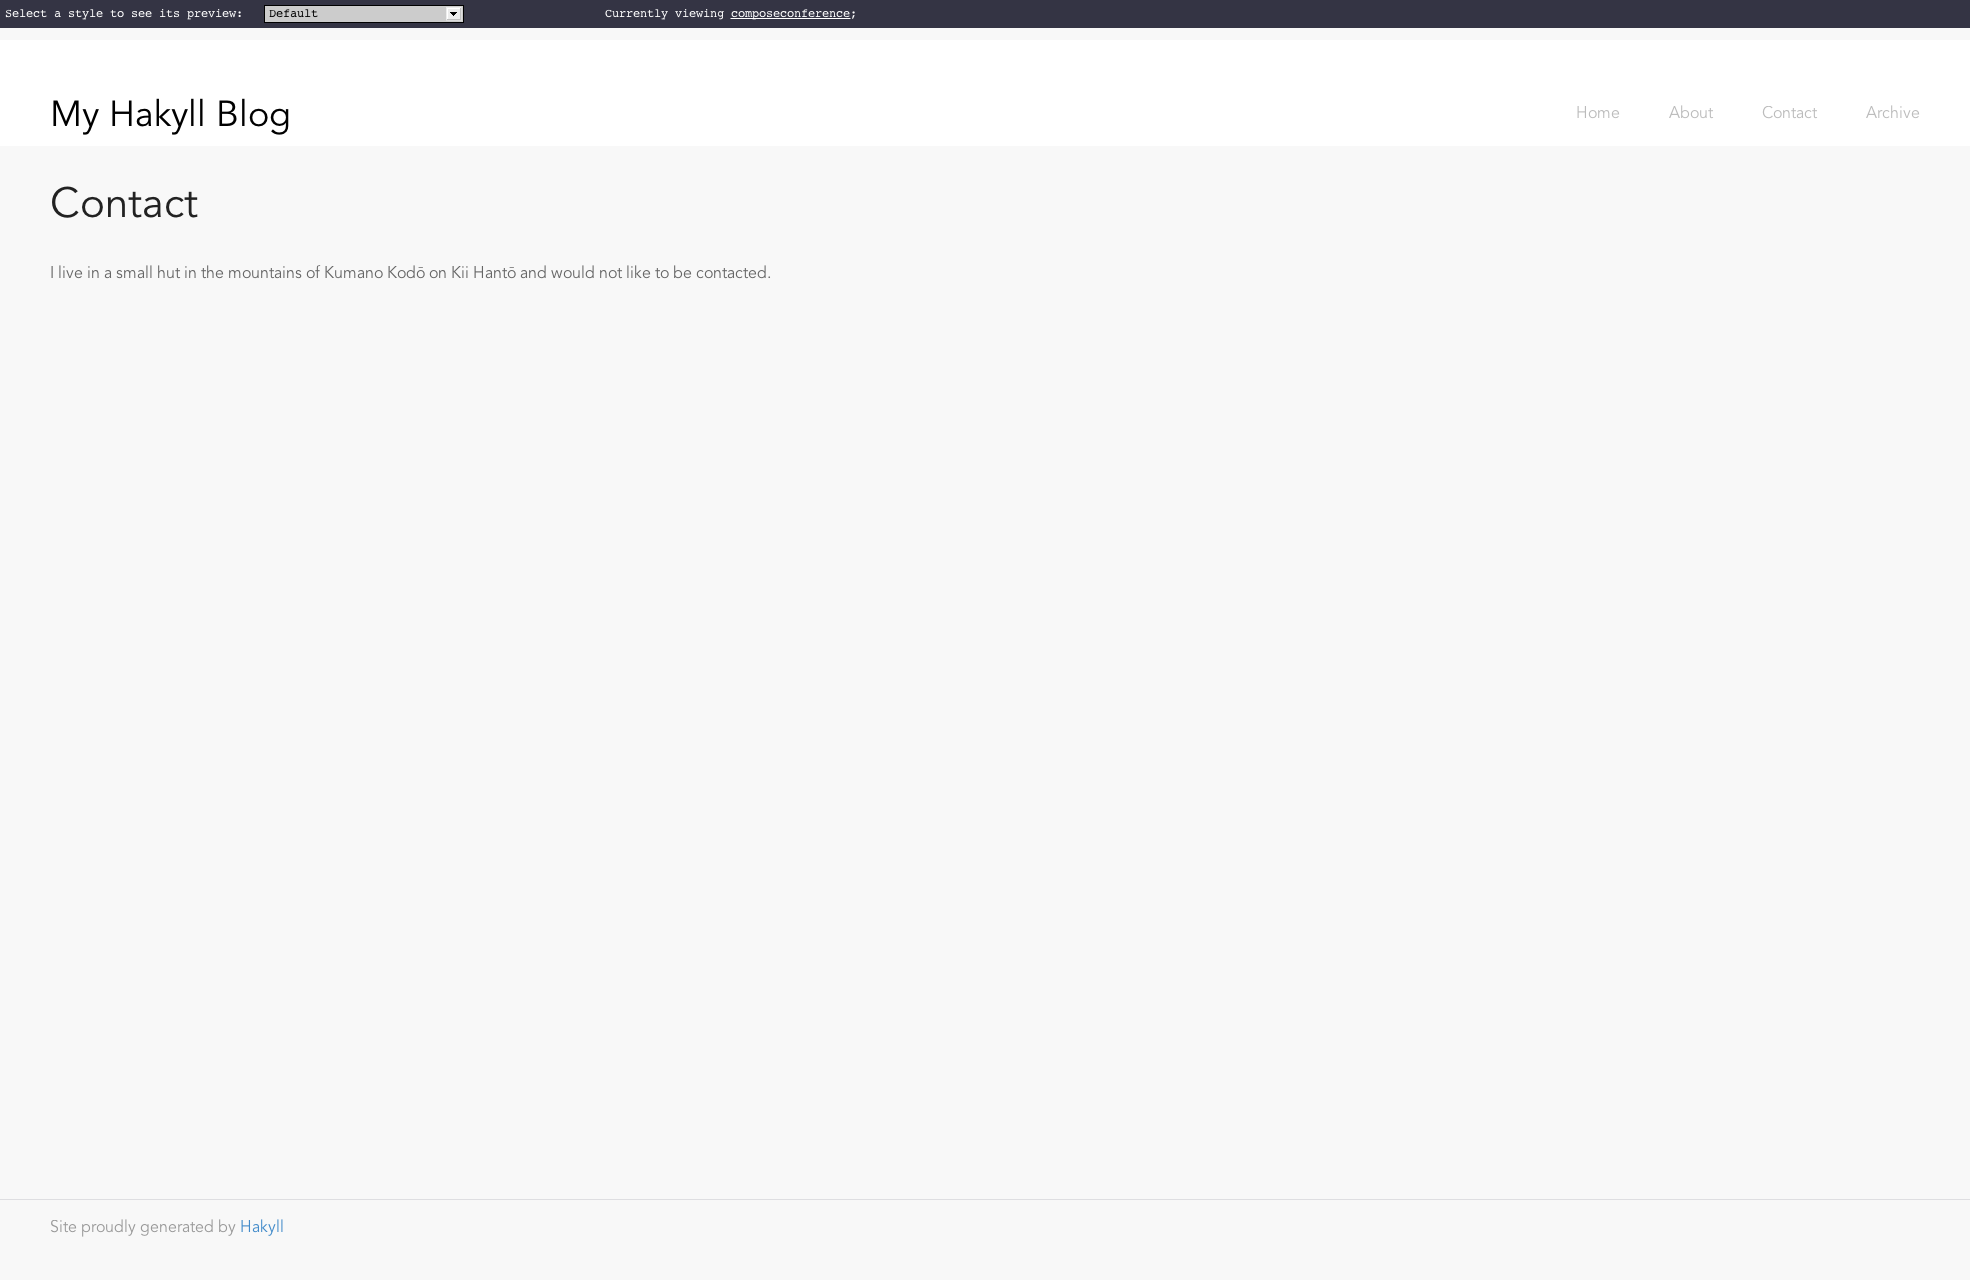 Select a style to see its preview: Default Currently viewing composeconference;
My Hakyll Blog
Home About Contact Archive
Contact
I live in a small hut in the mountains of Kumano Kodō on Kii Hantō and would not like to be contacted.
Site proudly generated by Hakyll